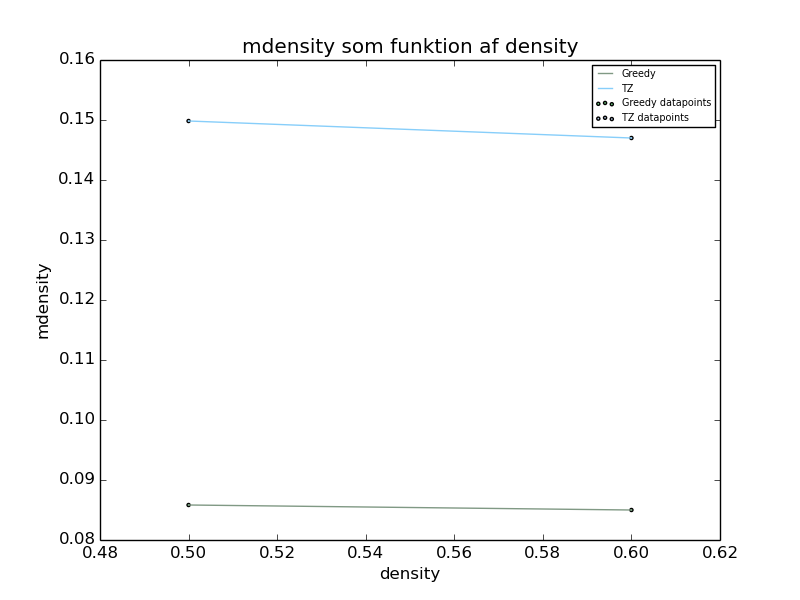 mdensity som funktion af density
0.16
0.15
0.14
0.13
0.12
0.11
0.10
0.09
0.08
mdensity
Greedy
TZ
Greedy datapoints
TZ datapoints
0.48 0.50 0.52 0.54 0.56 0.58 0.60 0.62
density